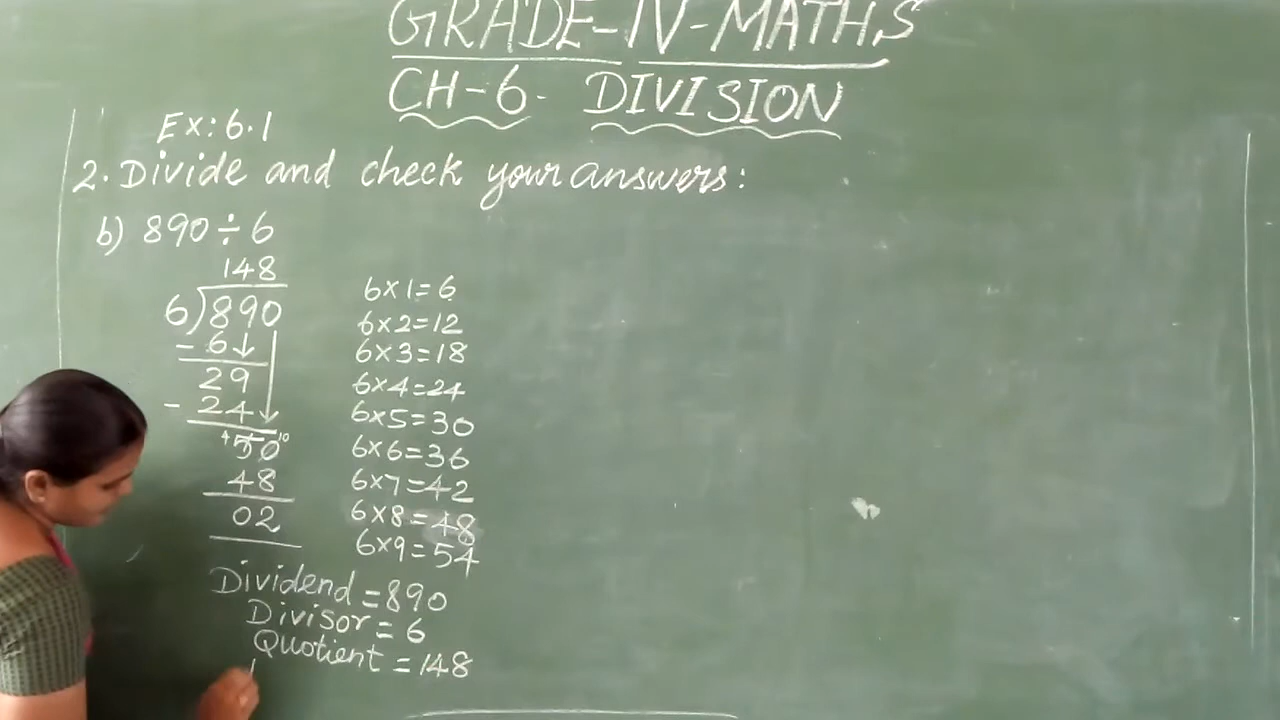 GRADE-IV-MATHS
CH-6. DIVISION
Ex: 6.1
2. Divide and check your answers:
b) 890 ÷ 6
148
6)890
- 6↓
29
- 24↓
4 50 10
48
02
6×1=6
6×2=12
6×3=18
6×4=24
6×5=30
6×6=36
6×7=42
6×8=48
6×9=54
Dividend = 890
Divisor = 6
Quotient = 148